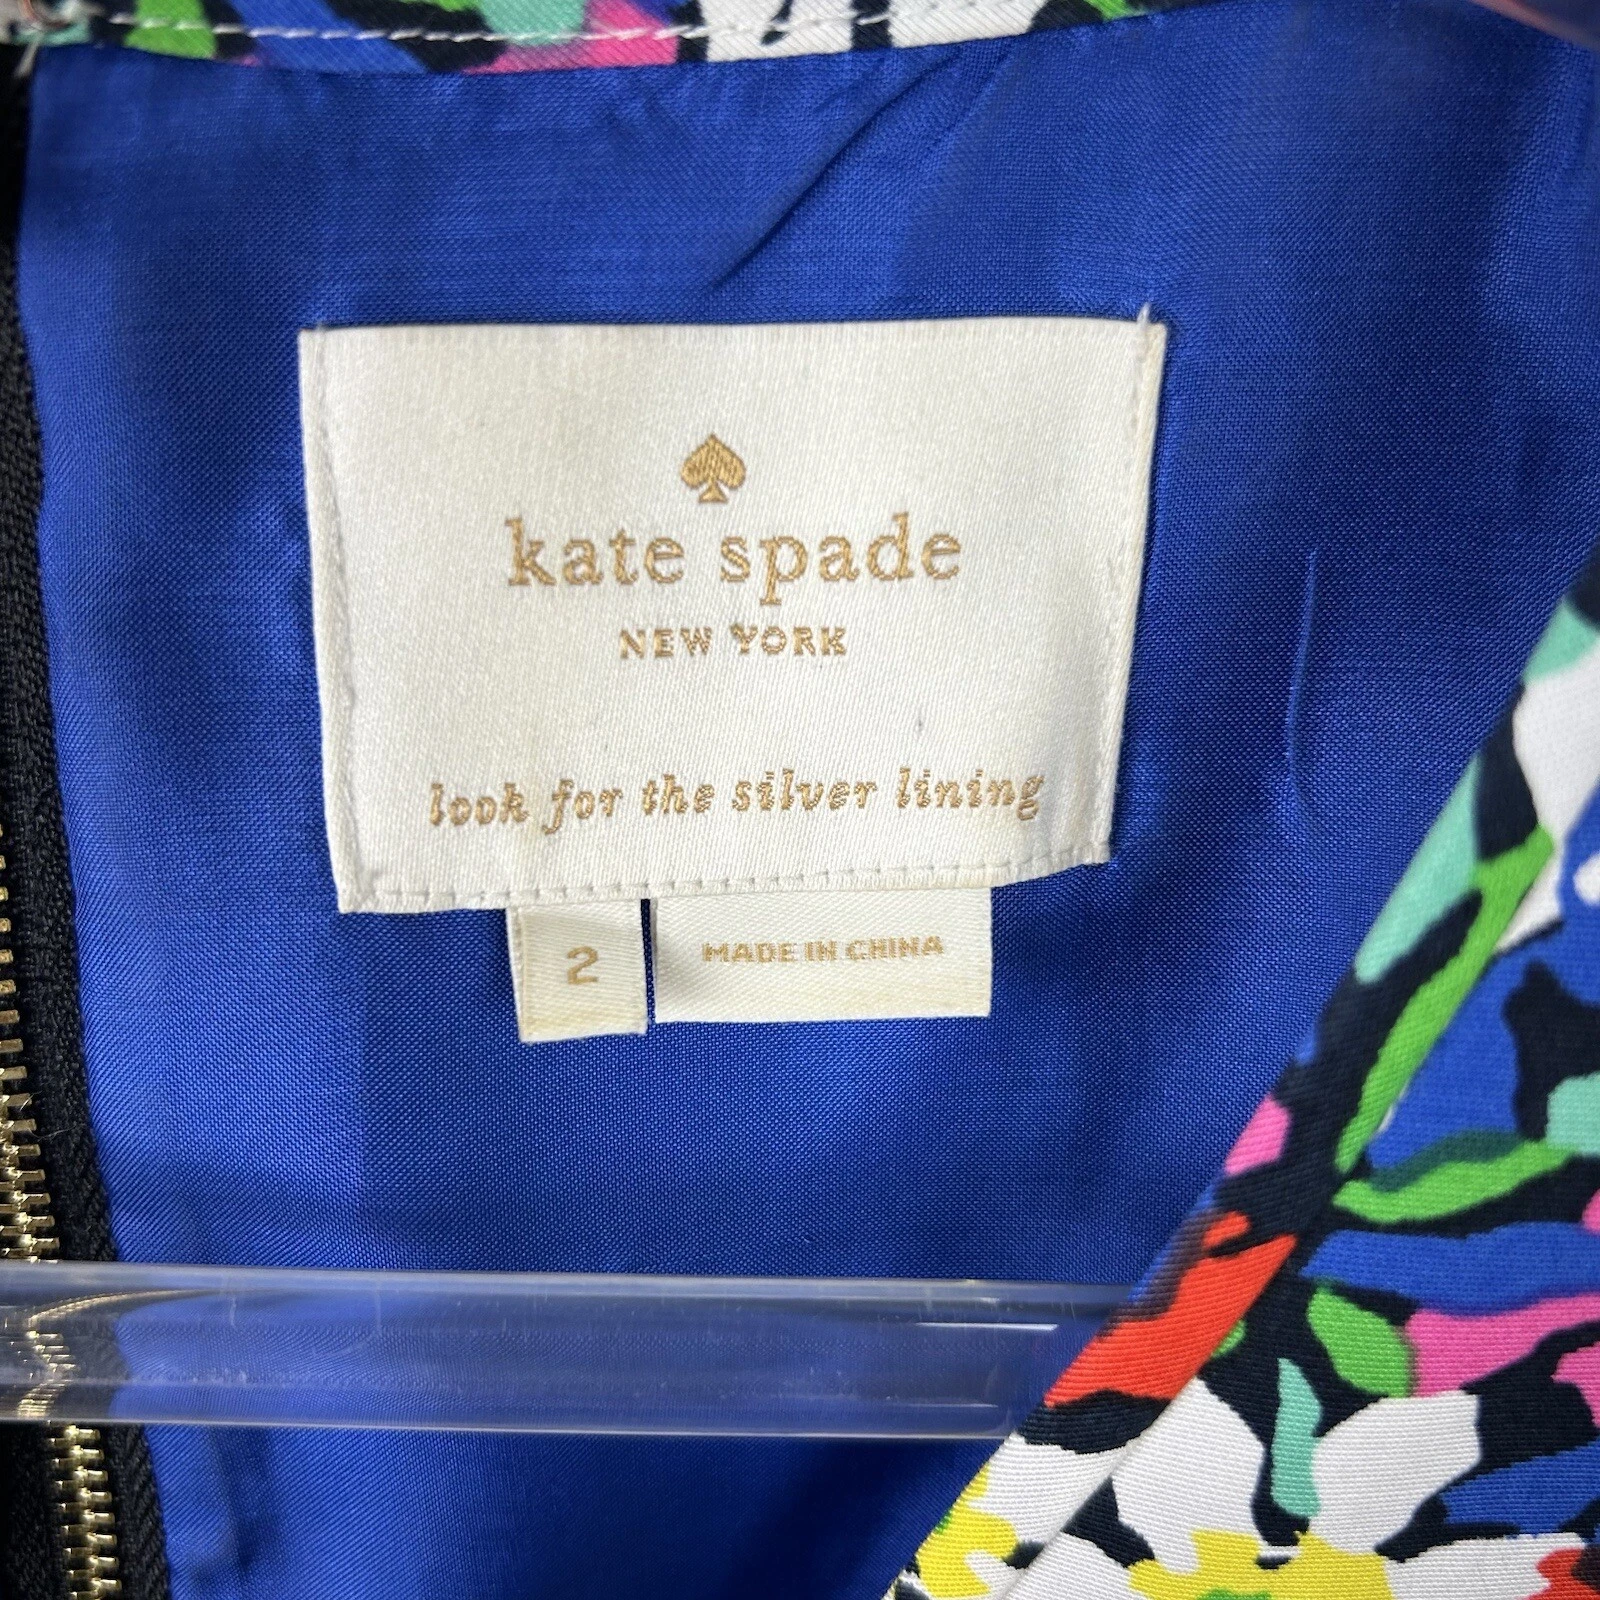 kate spade
NEW YORK
look for the silver lining
2
MADE IN CHINA